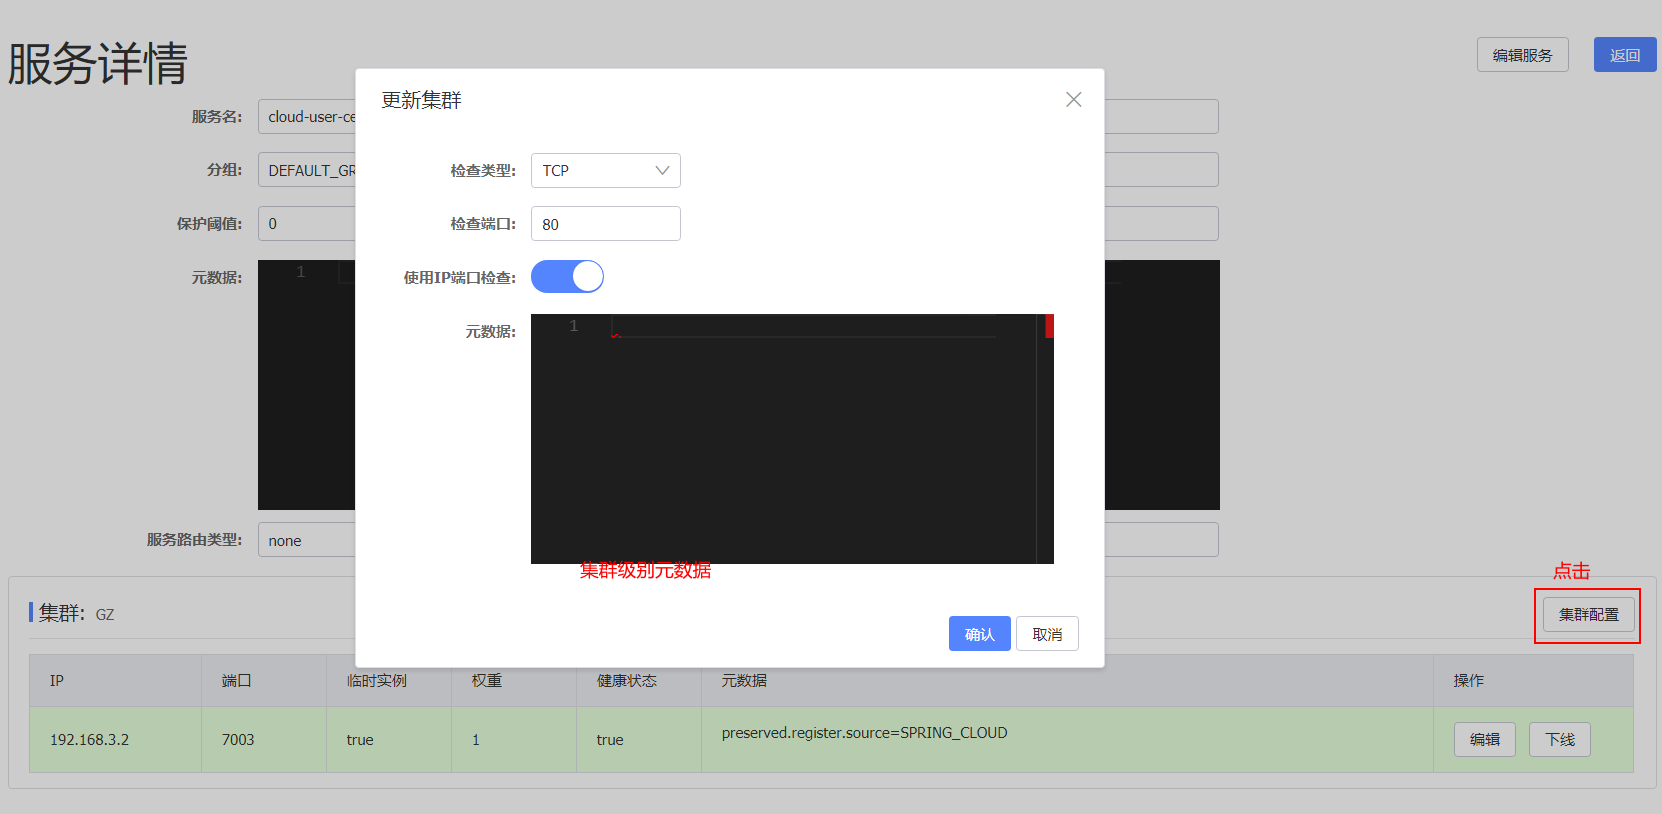 服务详情
编辑服务
返回
更新集群
服务名: cloud-user-ce
检查类型: TCP
分组: DEFAULT_GR
检查端口: 80
保护阈值: 0
使用IP端口检查:
元数据: 1
元数据: 1
集群级别元数据
服务路由类型: none
点击
集群: GZ
集群配置
确认 取消
IP 端口 临时实例 权重 健康状态 元数据 操作
192.168.3.2 7003 true 1 true preserved.register.source=SPRING_CLOUD 编辑 下线